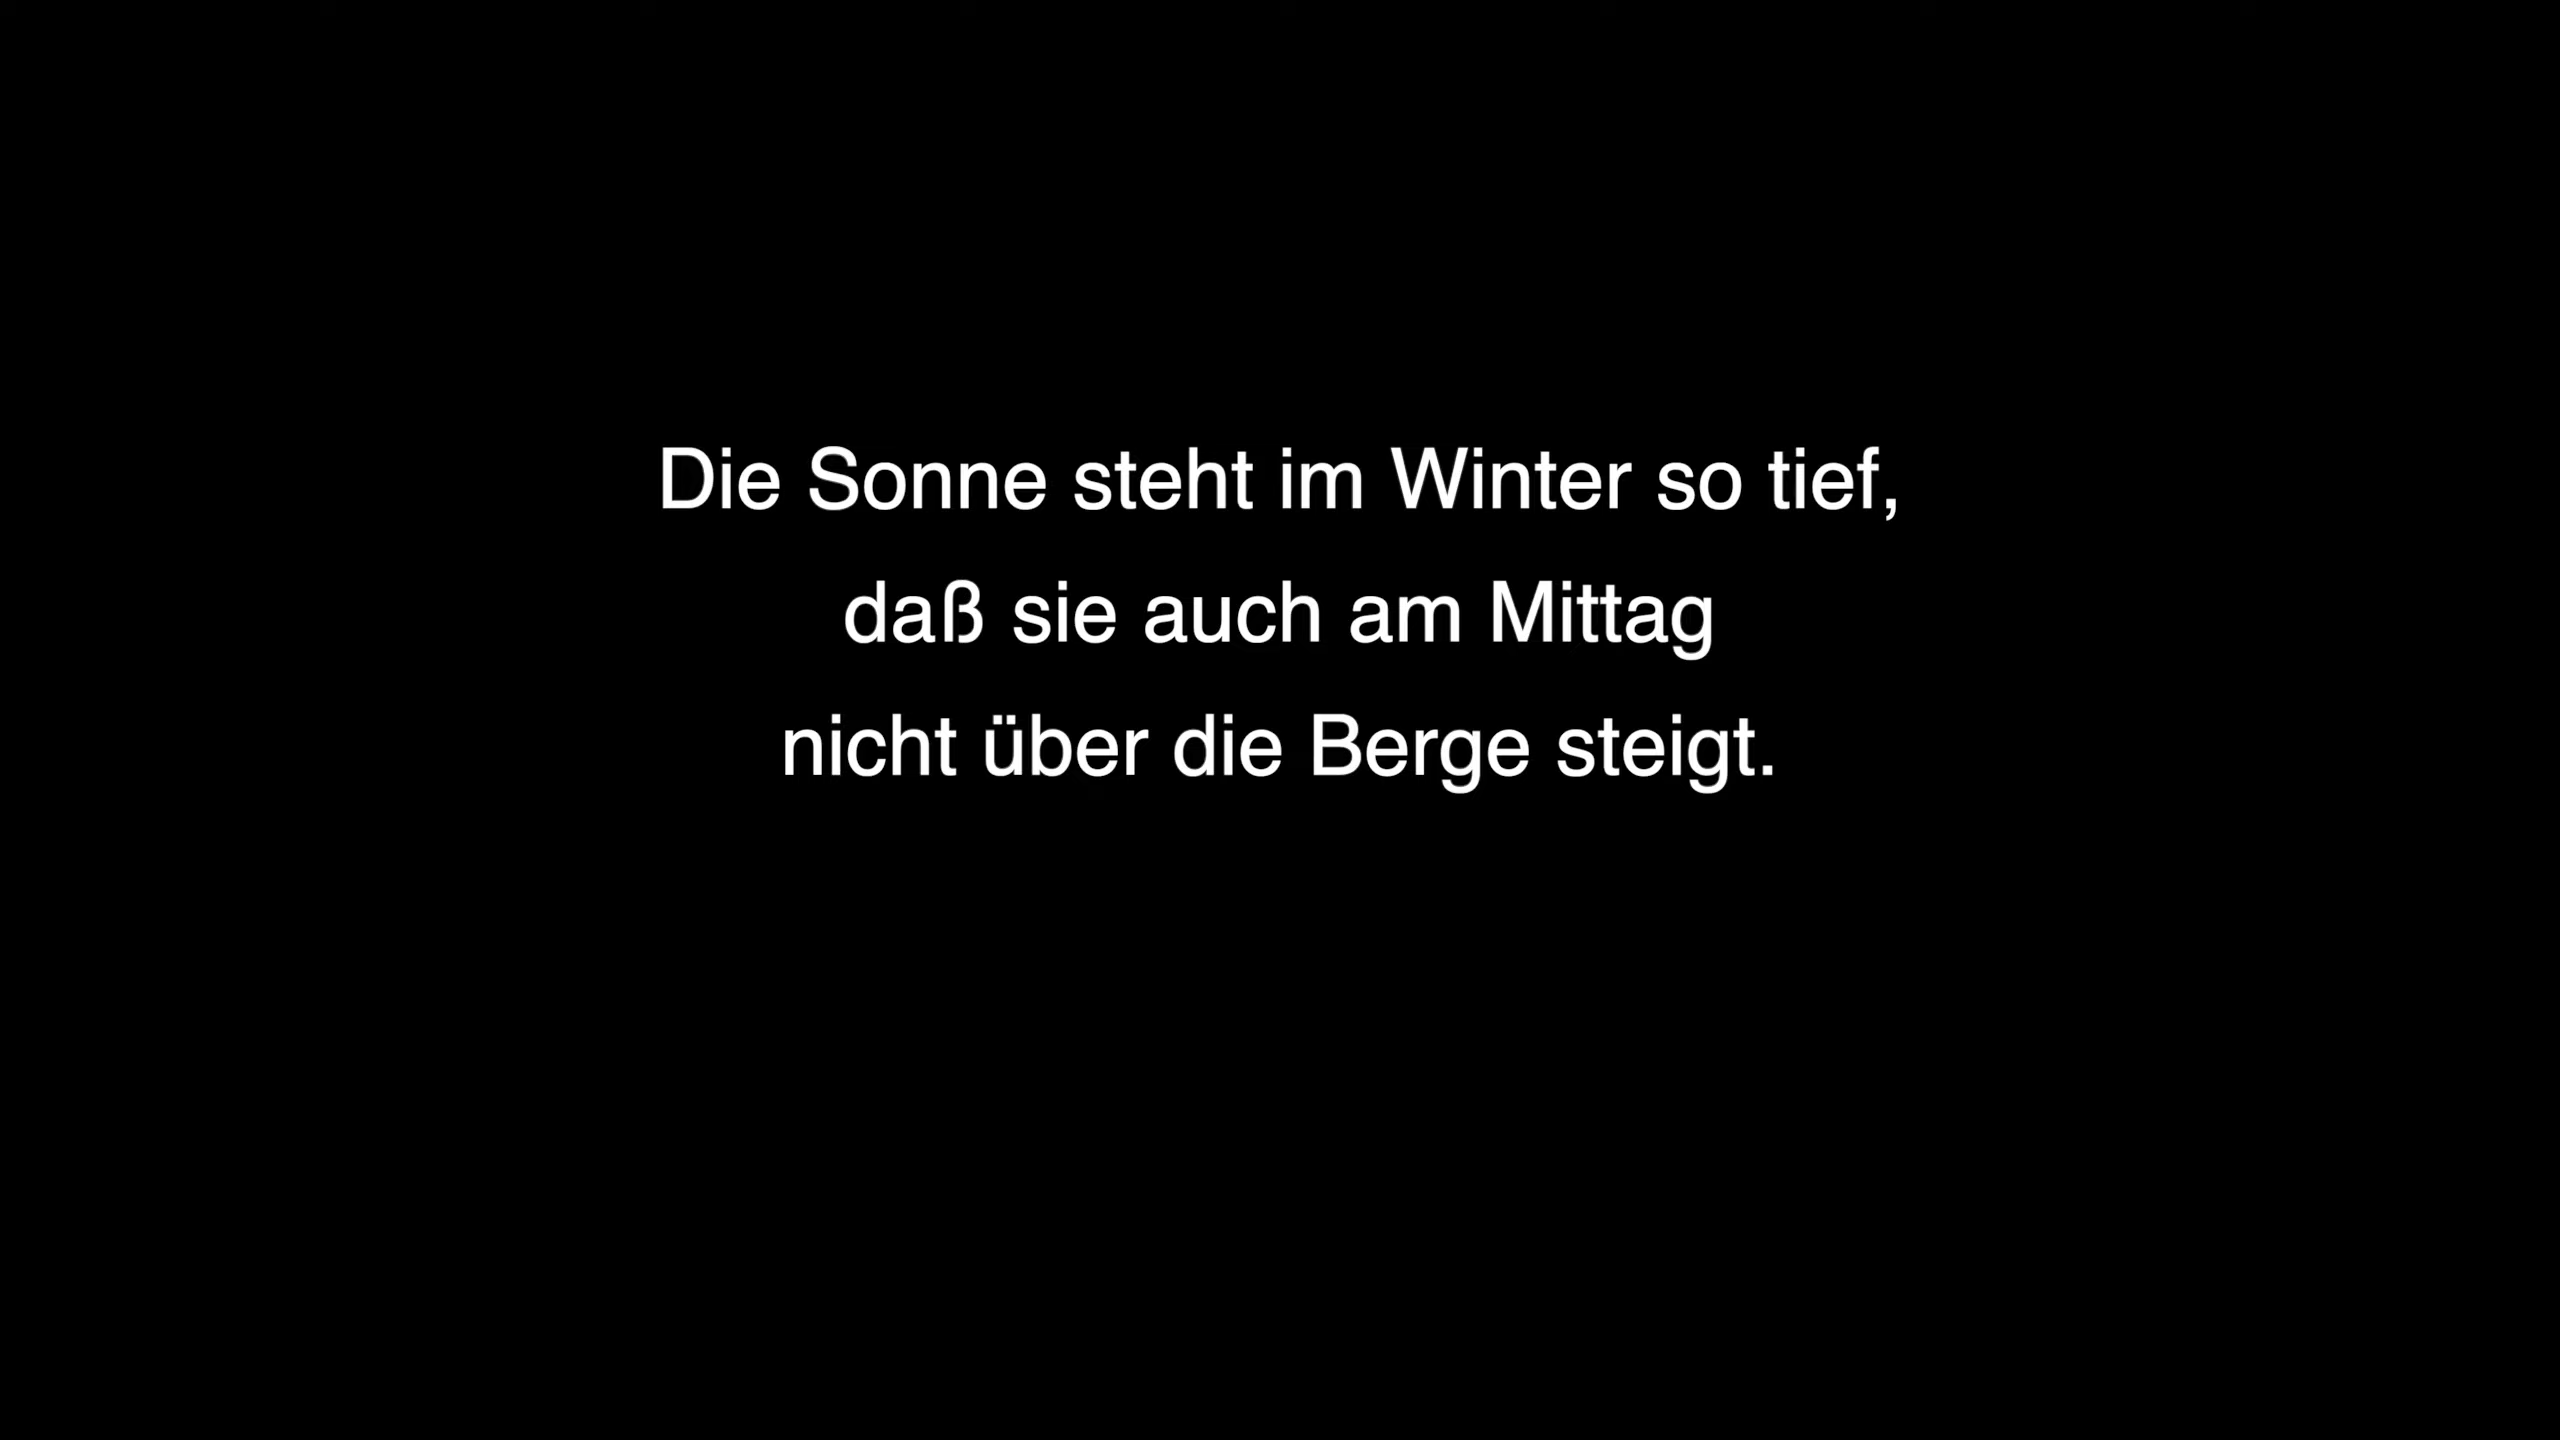 Die Sonne steht im Winter so tief,
daß sie auch am Mittag
nicht über die Berge steigt.